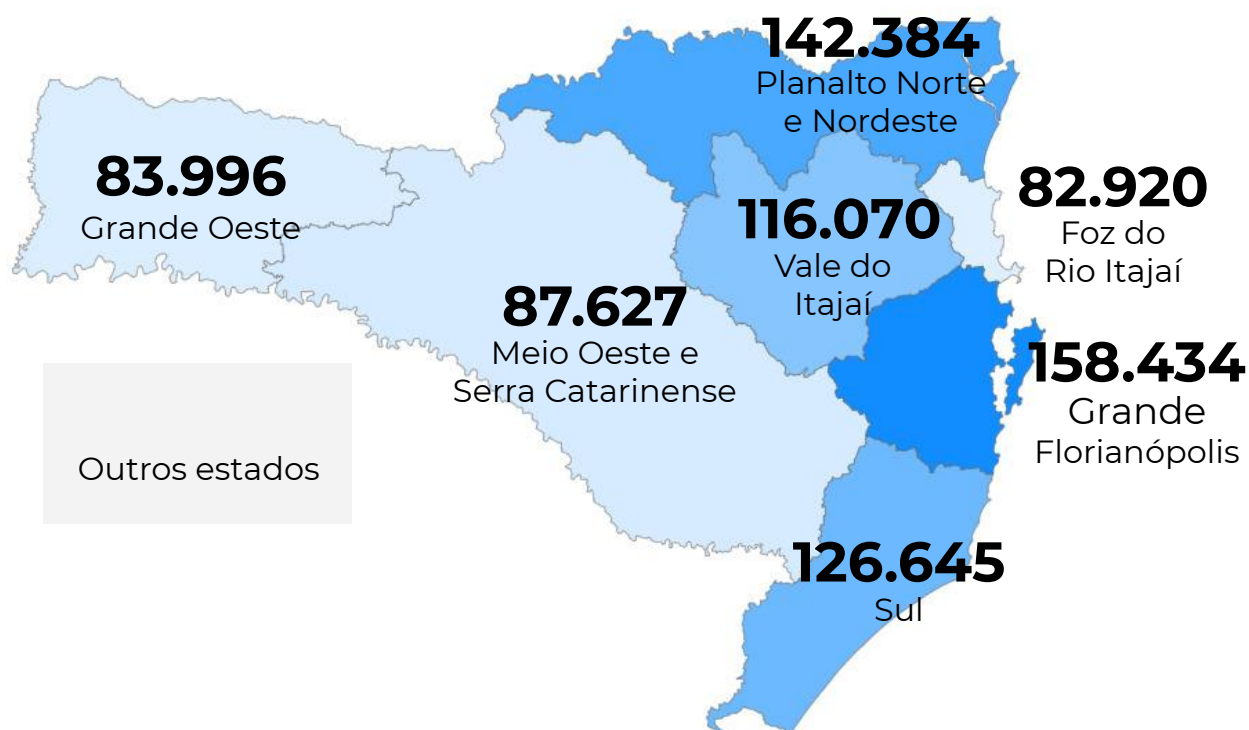 142.384
Planalto Norte
e Nordeste
83.996
Grande Oeste
116.070
Vale do
Itajaí
82.920
Foz do
Rio Itajaí
87.627
Meio Oeste e
Serra Catarinense
158.434
Grande
Florianópolis
Outros estados
126.645
Sul